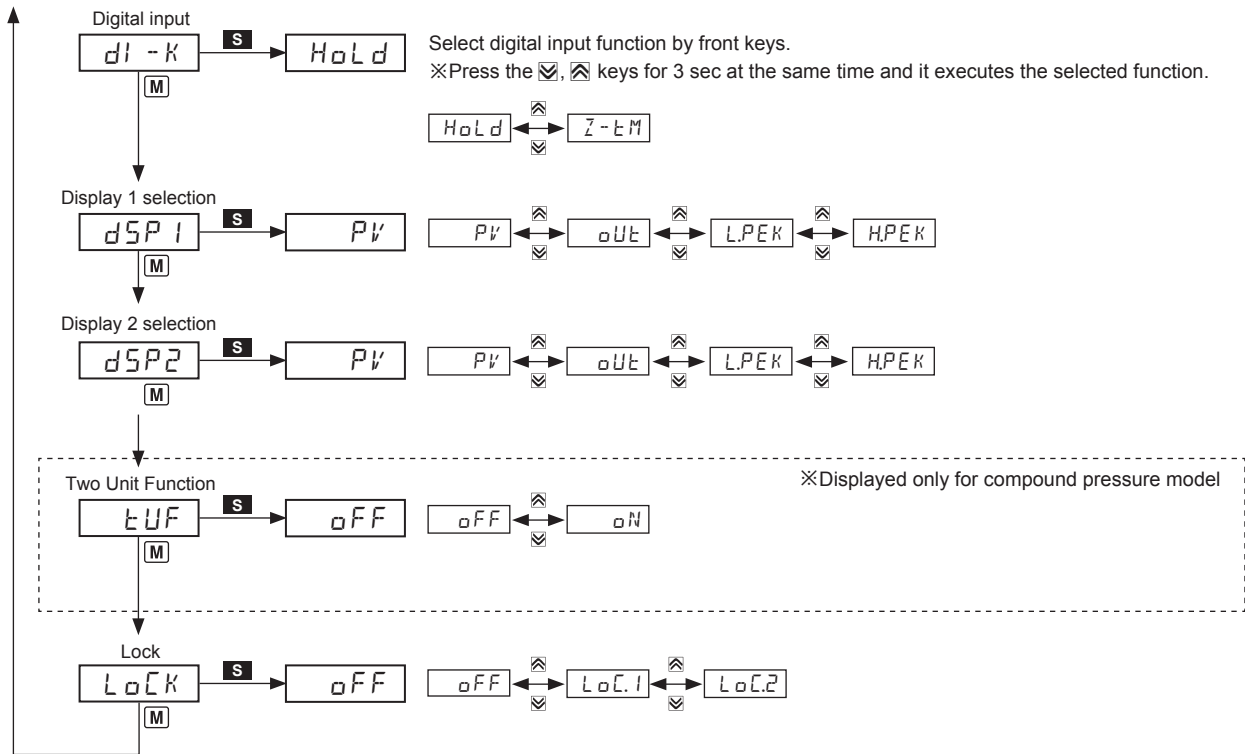 Digital input
dI -K S HoLd
Select digital input function by front keys.
※Press the , keys for 3 sec at the same time and it executes the selected function.
M
HoLd Z-tM
Display 1 selection
dSP1 S PV PV oUt L.PEK H.PEK
M
Display 2 selection
dSP2 S PV PV oUt L.PEK H.PEK
M
※Displayed only for compound pressure model
Two Unit Function
tUF S oFF oFF oN
M
Lock
LoCK S oFF oFF LoC.1 LoC.2
M